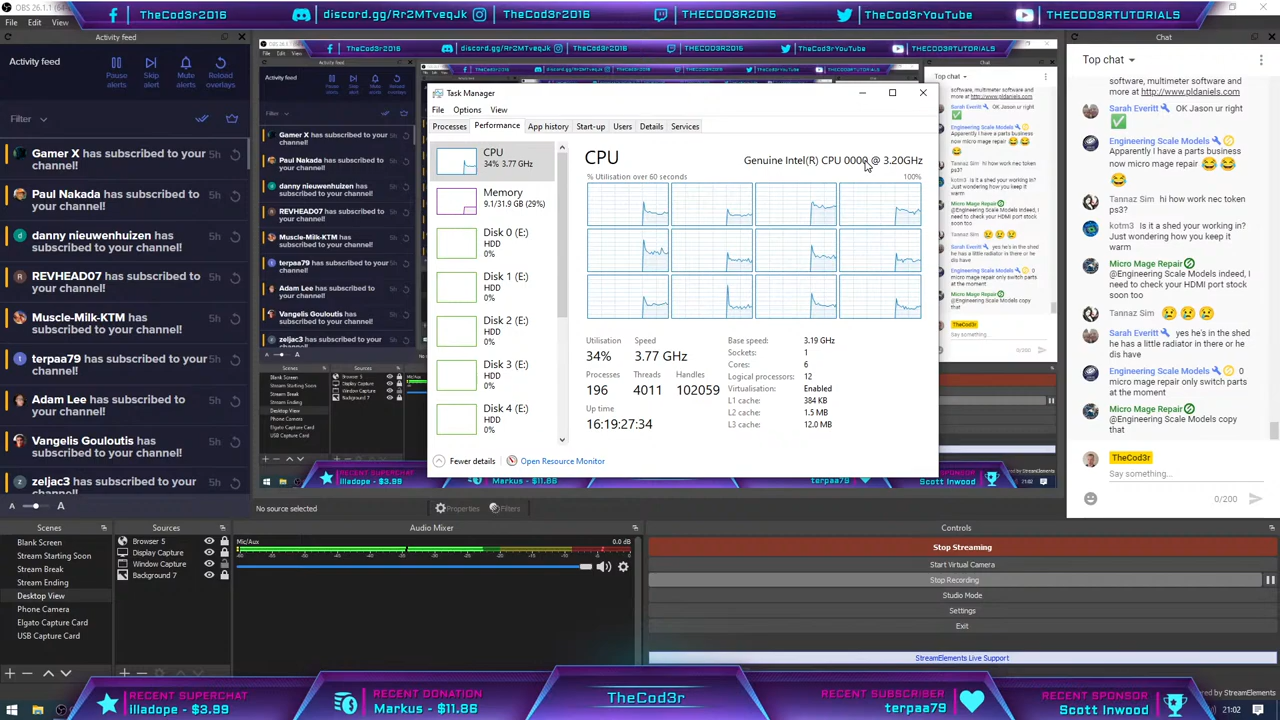 OBS 26.1.1 (64-
TheCod3r2016
discord.gg/Rr2MTveqJk
TheCod3r2016
THECOD3R2015
TheCod3rYouTube
THECOD3RTUTORIALS
File
Edit
View
Activity feed
Activity feed
Pause alerts
Skip alert
Mute alerts
Reload overlays
Filter
Gamer X has subscribed to your channel!
Paul Nakada has subscribed to your channel!
danny nieuwenhuizen has subscribed to your channel!
REVHEAD07 has subscribed to your channel!
Muscle-Milk-KTM has subscribed to your channel!
terpaa79 has subscribed to your channel!
Adam Lee has subscribed to your channel!
Vangelis Gouloutis has subscribed to your channel!
zeljac3 has subscribed to your channel!
Task Manager
File
Options
View
Processes
Performance
App history
Start-up
Users
Details
Services
CPU
34% 3.77 GHz
Memory
9.1/31.9 GB (29%)
Disk 0 (E:)
HDD
0%
Disk 1 (E:)
HDD
0%
Disk 2 (E:)
HDD
0%
Disk 3 (E:)
HDD
0%
Disk 4 (E:)
HDD
0%
CPU
Genuine Intel(R) CPU 0000 @ 3.20GHz
% Utilisation over 60 seconds
100%
Utilisation
34%
Speed
3.77 GHz
Processes
196
Threads
4011
Handles
102059
Up time
16:19:27:34
Base speed: 3.19 GHz
Sockets: 1
Cores: 6
Logical processors: 12
Virtualisation: Enabled
L1 cache: 384 KB
L2 cache: 1.5 MB
L3 cache: 12.0 MB
Fewer details
Open Resource Monitor
Chat
Top chat
software, multimeter software and
more at http://www.pldaniels.com
Sarah Everitt OK Jason ur right
Engineering Scale Models
Apparently I have a parts business
now micro mage repair
Tannaz Sim hi how work nec token
ps3?
kotm3 Is it a shed your working in?
Just wondering how you keep it
warm
Micro Mage Repair
@Engineering Scale Models indeed, I
need to check your HDMI port stock
soon too
Tannaz Sim
Sarah Everitt yes he's in the shed
he has a little radiator in there or he
dis have
Engineering Scale Models 0
micro mage repair only switch parts
at the moment
Micro Mage Repair
@Engineering Scale Models copy
that
TheCod3r
Say something...
0/200
No source selected
Properties
Filters
Scenes
Blank Screen
Stream Starting Soon
Stream Break
Stream Ending
Desktop View
Phone Camera
Elgato Capture Card
USB Capture Card
Sources
Browser 5
Display Capture
Window Capture
Background 7
Audio Mixer
Mic/Aux
0.0 dB
Controls
Stop Streaming
Start Virtual Camera
Stop Recording
Studio Mode
Settings
Exit
StreamElements Live Support
RECENT SUPERCHAT
illadope - $3.99
RECENT DONATION
Markus - $11.86
TheCod3r
RECENT SUBSCRIBER
terpaa79
RECENT SPONSOR
Scott Inwood
red by StreamElements
21:02